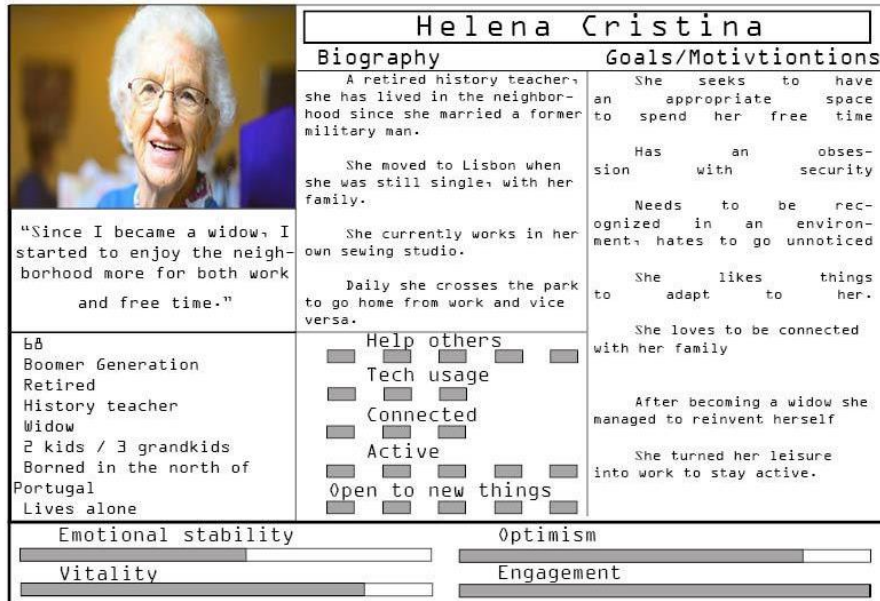 Helena Cristina
Biography
A retired history teacher,
she has lived in the neighbor-
hood since she married a former
military man.
She moved to Lisbon when
she was still single, with her
family.
She currently works in her
own sewing studio.
Daily she crosses the park
to go home from work and vice
versa.
Goals/Motivtiontions
She seeks to have
an appropriate space
to spend her free time
Has an obses-
sion with security
Needs to be rec-
ognized in an environ-
ment, hates to go unnoticed
She likes things
to adapt to her.
She loves to be connected
with her family
After becoming a widow she
managed to reinvent herself
She turned her leisure
into work to stay active.
"Since I became a widow, I
started to enjoy the neigh-
borhood more for both work
and free time."
68
Boomer Generation
Retired
History teacher
Widow
2 kids / 3 grandkids
Borned in the north of
Portugal
Lives alone
Help others
Tech usage
Connected
Active
Open to new things
Emotional stability
Optimism
Vitality
Engagement